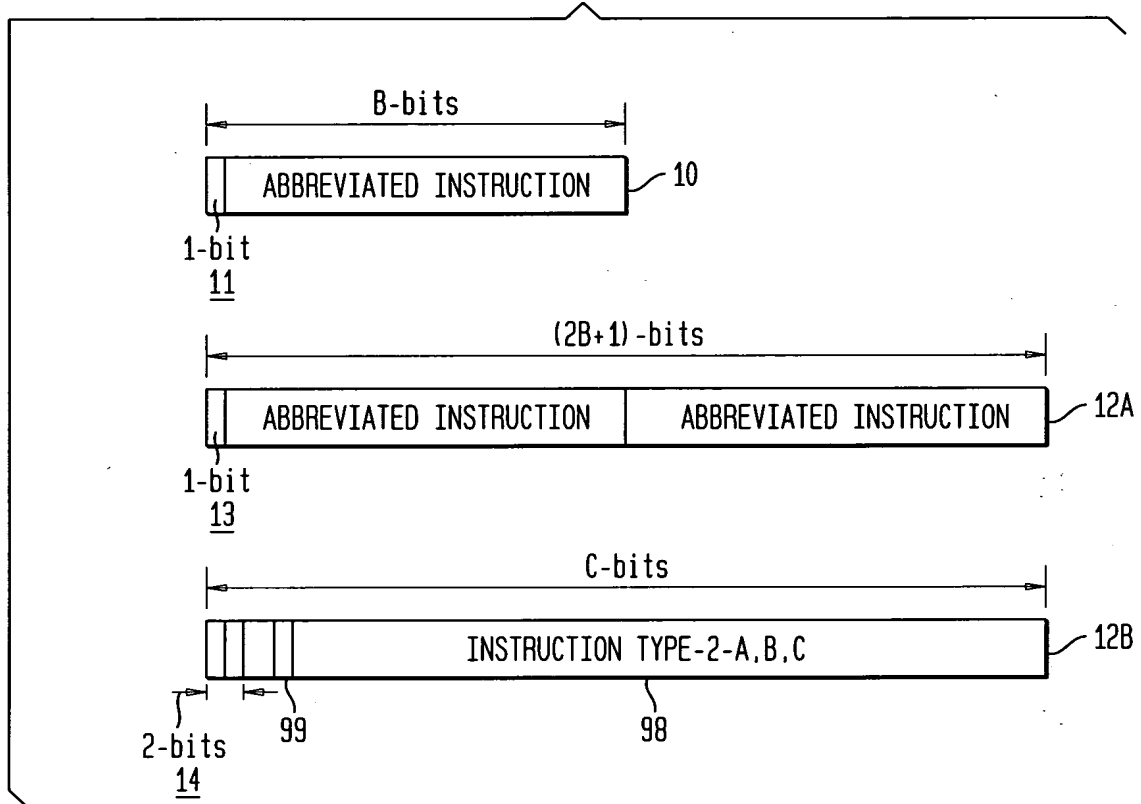 B-bits
ABBREVIATED INSTRUCTION
10
1-bit
11
(2B+1)-bits
ABBREVIATED INSTRUCTION ABBREVIATED INSTRUCTION
12A
1-bit
13
C-bits
INSTRUCTION TYPE-2-A,B,C
12B
2-bits
14
99
98